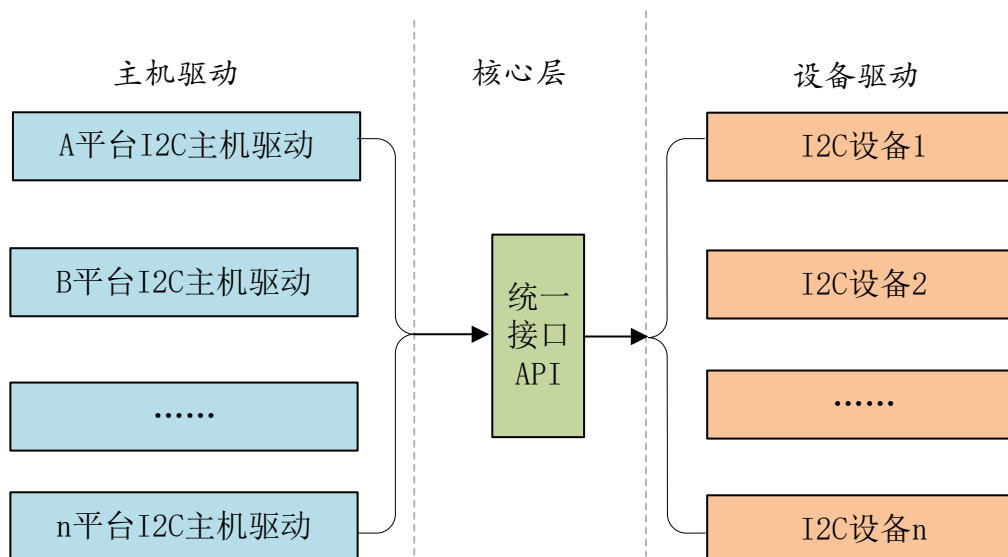 主机驱动
核心层
设备驱动
A平台I2C主机驱动
B平台I2C主机驱动
……
n平台I2C主机驱动
统一
接口
API
I2C设备1
I2C设备2
……
I2C设备n